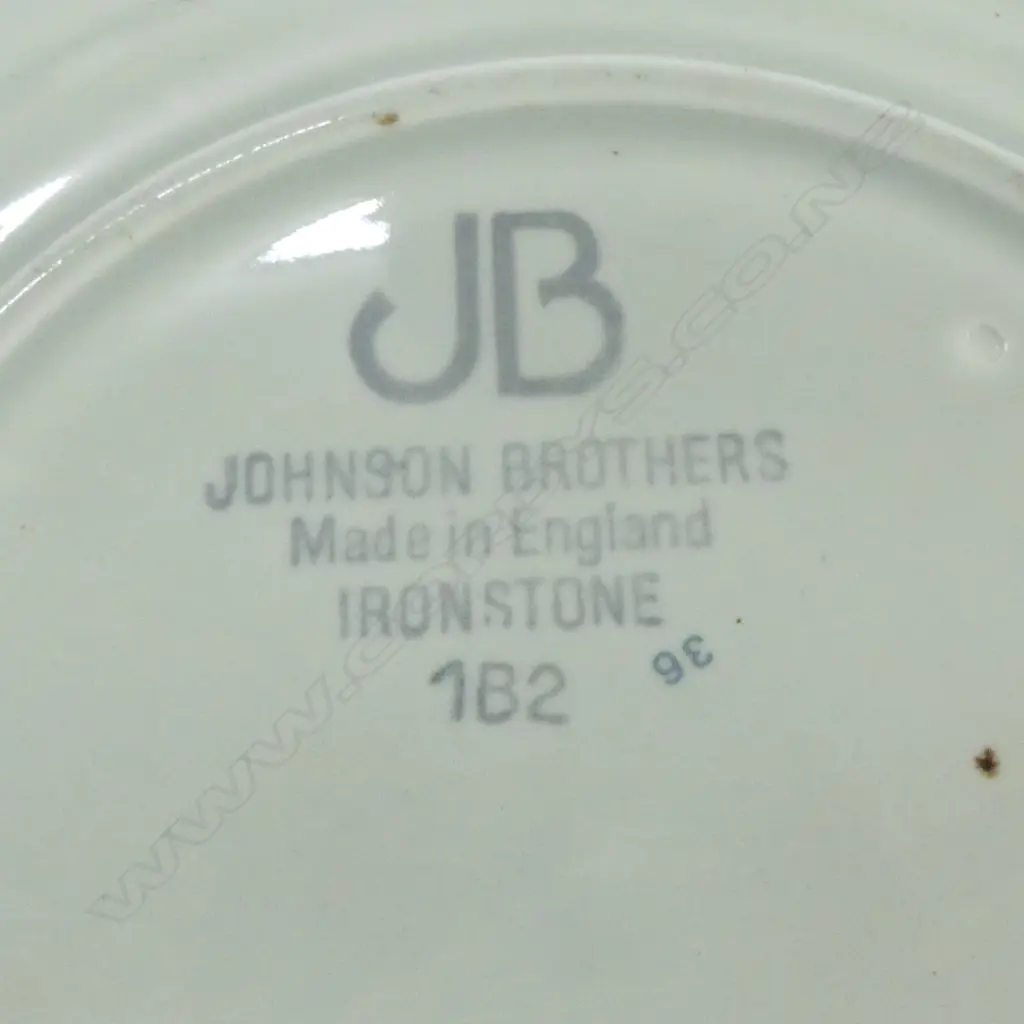 JB
JOHNSON BROTHERS
Made in England
IRONSTONE
1B2
36